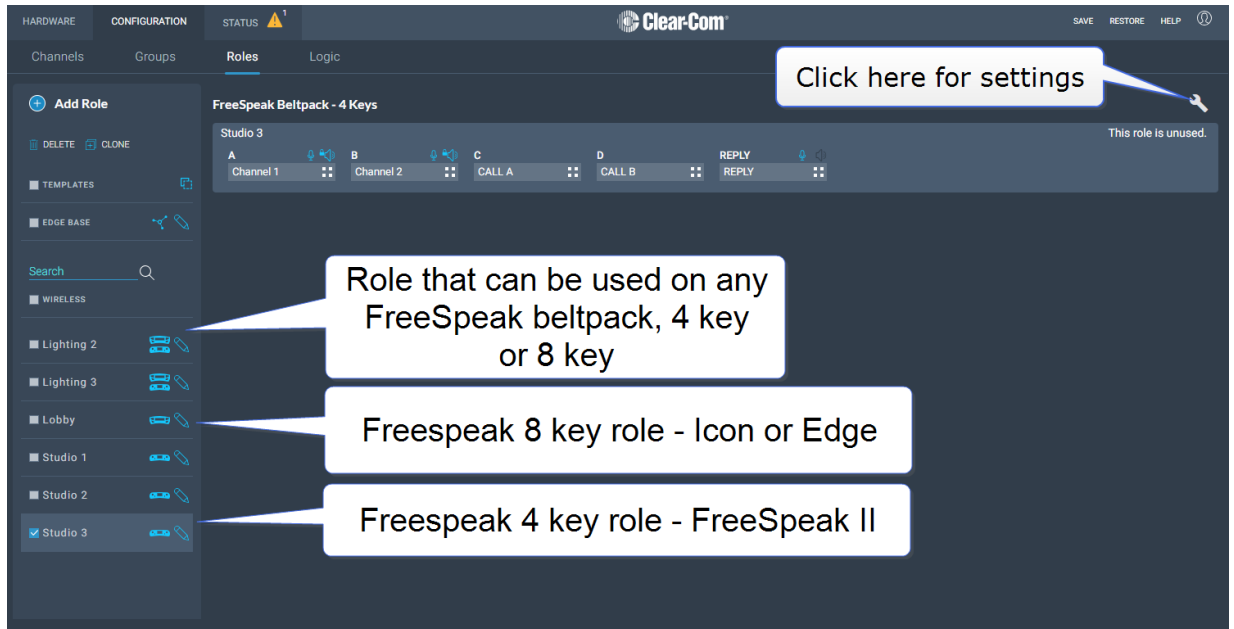 HARDWARE CONFIGURATION STATUS 1 Clear-Com SAVE RESTORE HELP
Channels Groups Roles Logic
Click here for settings
Add Role
FreeSpeak Beltpack - 4 Keys
DELETE CLONE
Studio 3 This role is unused.
A B C D REPLY
Channel 1 Channel 2 CALL A CALL B REPLY
TEMPLATES
EDGE BASE
Search
WIRELESS
Role that can be used on any
FreeSpeak beltpack, 4 key
or 8 key
Lighting 2
Lighting 3
Lobby
Freespeak 8 key role - Icon or Edge
Studio 1
Studio 2
Studio 3
Freespeak 4 key role - FreeSpeak II